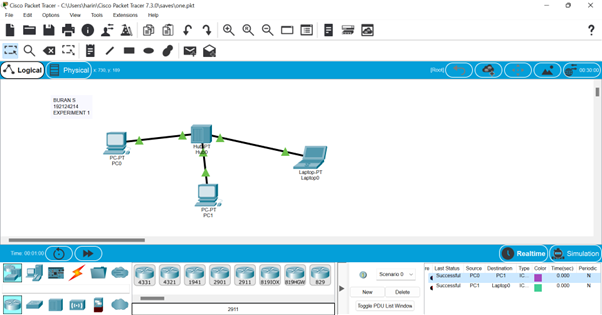 Cisco Packet Tracer - C:\Users\harin\Cisco Packet Tracer 7.3.0\saves\one.pkt
File Edit Options View Tools Extensions Help
Logical
Physical
[Root]
00:30:00
BURAN S
192124214
EXPERIMENT 1
PC-PT
PC0
Hub-PT
Hub0
Laptop-PT
Laptop0
PC-PT
PC1
Time: 00:01:00
Realtime
Simulation
4331 4321 1941 2901 2911 819IOX 819HGW 829
2911
Scenario 0
New Delete
Toggle PDU List Window
re Last Status Source Destination Type Color Time(sec) Periodic N
Successful PC0 PC1 IC... 0.000 N
Successful PC1 Laptop0 IC... 0.000 N